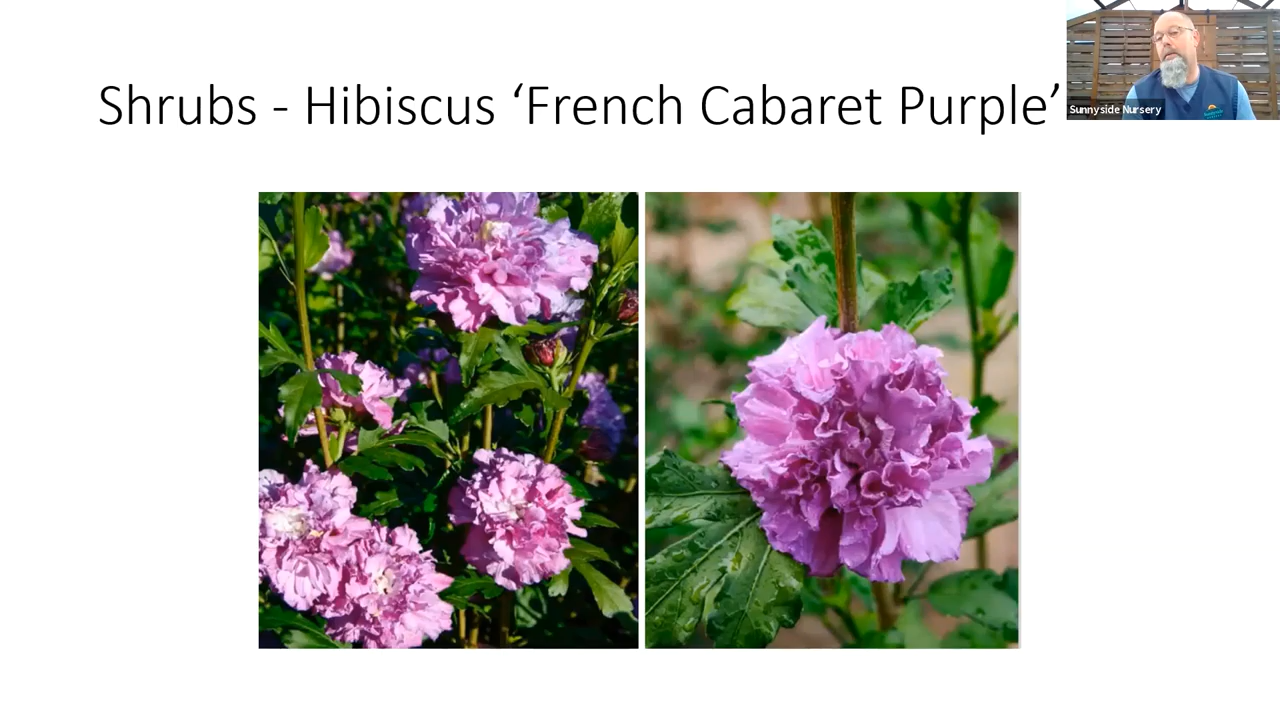 Shrubs - Hibiscus ‘French Cabaret Purple’
Sunnyside Nursery